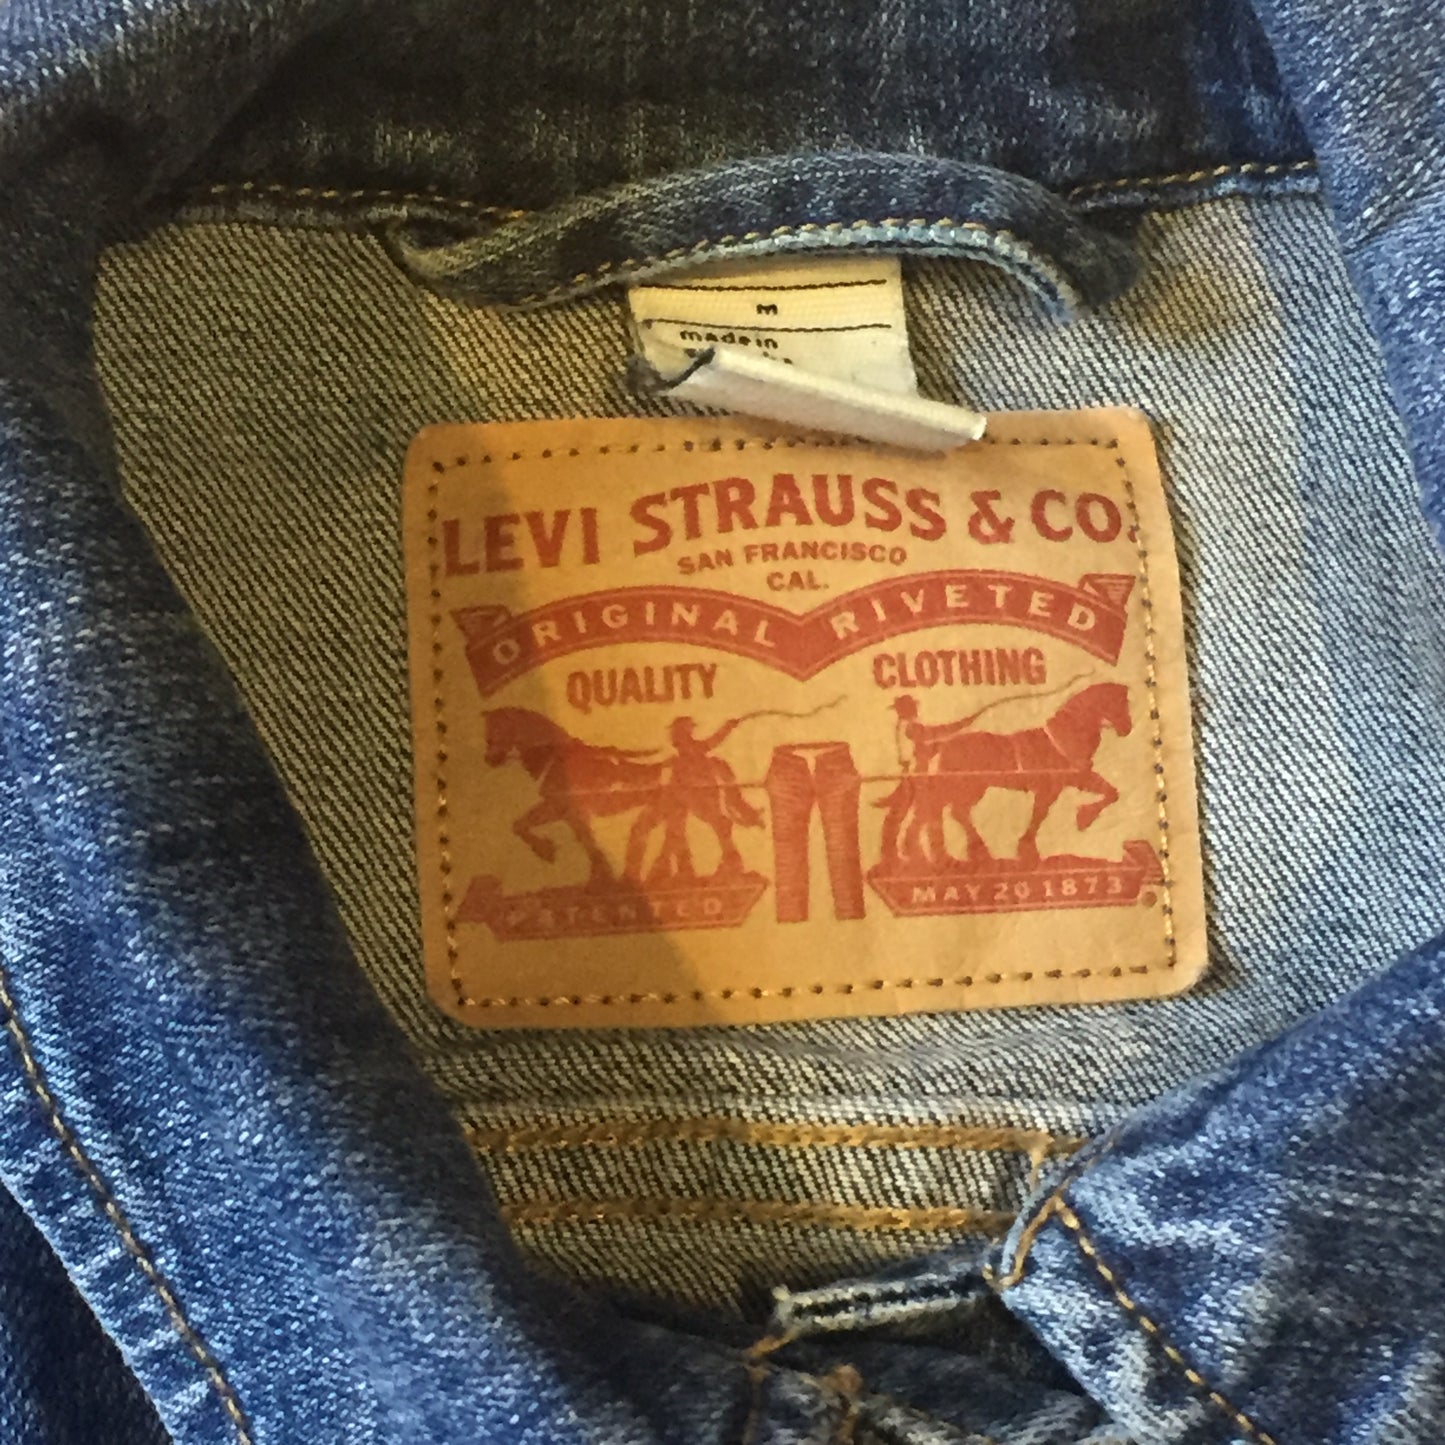 M
made in
LEVI STRAUSS & CO.
SAN FRANCISCO
CAL.
ORIGINAL RIVETED
QUALITY CLOTHING
PATENTED MAY 20 1873